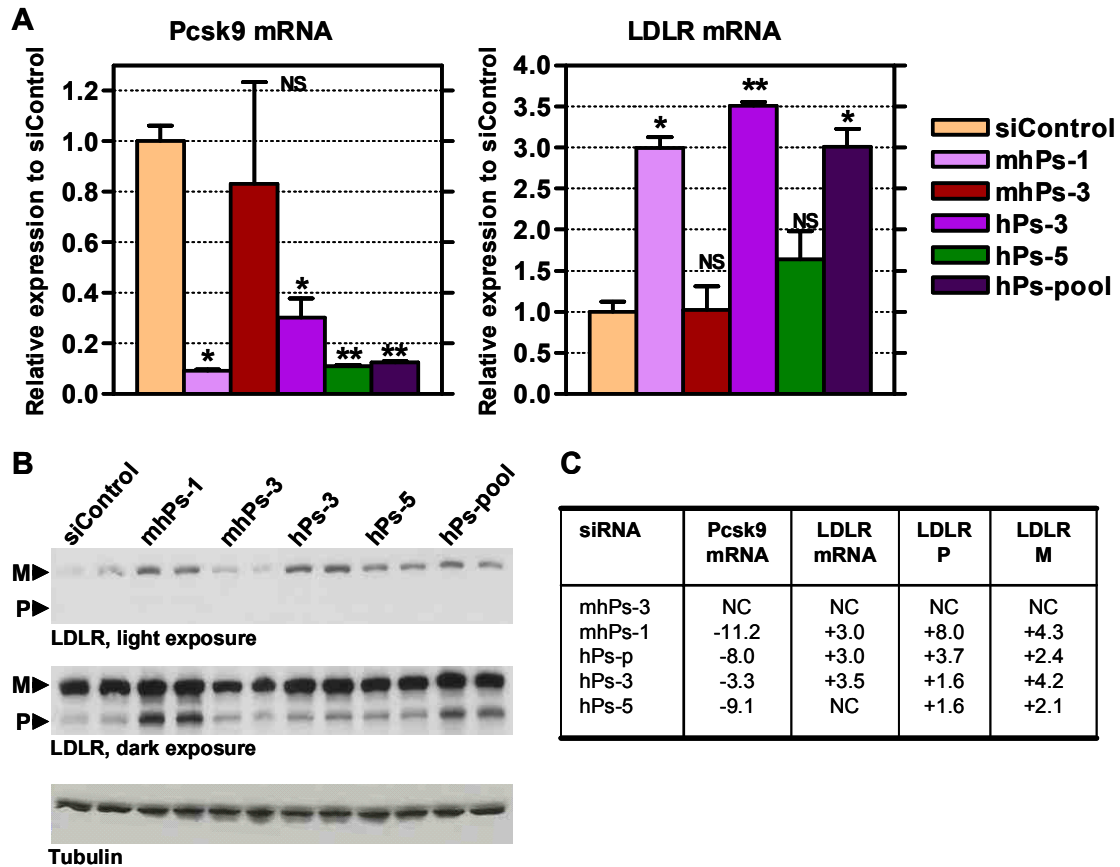 A
Pcsk9 mRNA
Relative expression to siControl
1.2
1.0
0.8
0.6
0.4
0.2
0.0
NS
*
*
**
**
LDLR mRNA
Relative expression to siControl
4.0
3.5
3.0
2.5
2.0
1.5
1.0
0.5
0.0
*
NS
**
NS
*
siControl
mhPs-1
mhPs-3
hPs-3
hPs-5
hPs-pool
B
siControl
mhPs-1
mhPs-3
hPs-3
hPs-5
hPs-pool
M
P
LDLR, light exposure
M
P
LDLR, dark exposure
Tubulin
C
siRNA Pcsk9 mRNA LDLR mRNA LDLR P LDLR M
mhPs-3 NC NC NC NC
mhPs-1 -11.2 +3.0 +8.0 +4.3
hPs-p -8.0 +3.0 +3.7 +2.4
hPs-3 -3.3 +3.5 +1.6 +4.2
hPs-5 -9.1 NC +1.6 +2.1